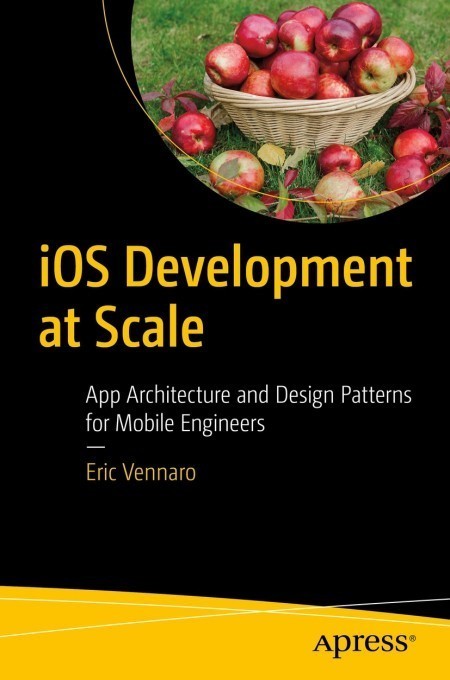 iOS Development
at Scale
App Architecture and Design Patterns
for Mobile Engineers
—
Eric Vennaro
Apress®